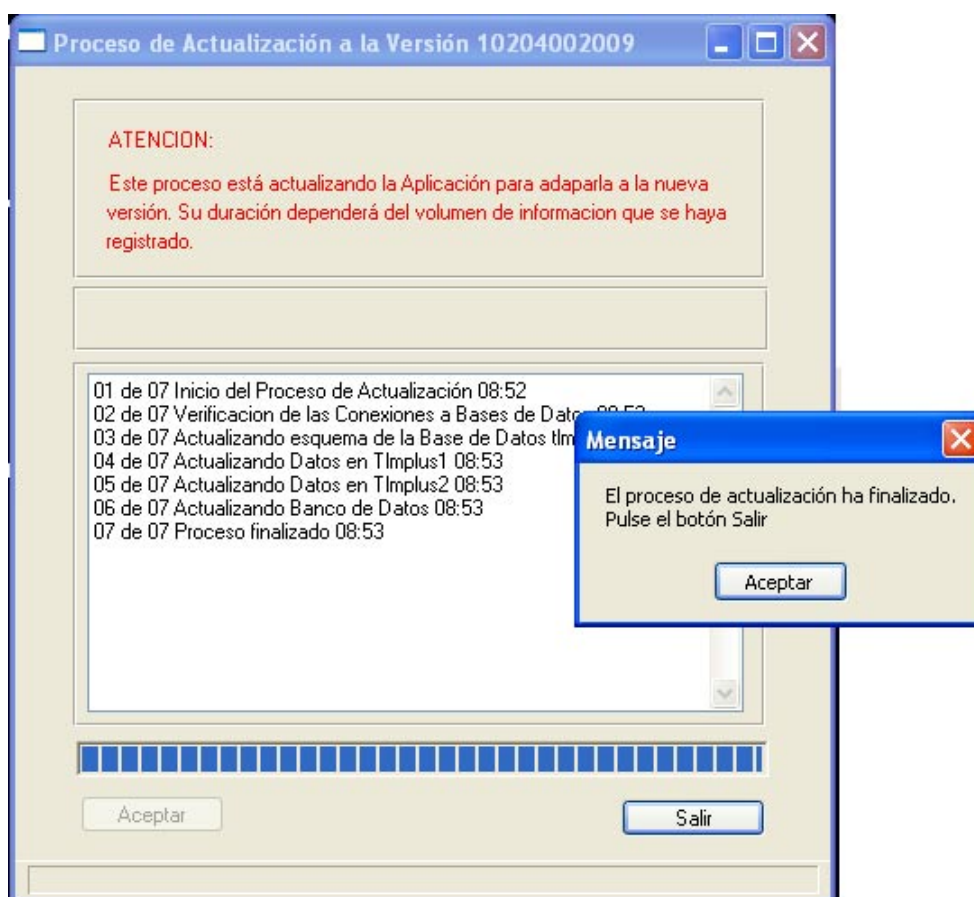 Proceso de Actualización a la Versión 10204002009
ATENCION:
Este proceso está actualizando la Aplicación para adaparla a la nueva
versión. Su duración dependerá del volumen de informacion que se haya
registrado.
01 de 07 Inicio del Proceso de Actualización 08:52
02 de 07 Verificacion de las Conexiones a Bases de
03 de 07 Actualizando esquema de la Base de Datos
04 de 07 Actualizando Datos en TImplus1 08:53
05 de 07 Actualizando Datos en TImplus2 08:53
06 de 07 Actualizando Banco de Datos 08:53
07 de 07 Proceso finalizado 08:53
Mensaje
El proceso de actualización ha finalizado.
Pulse el botón Salir
Aceptar
Aceptar
Salir